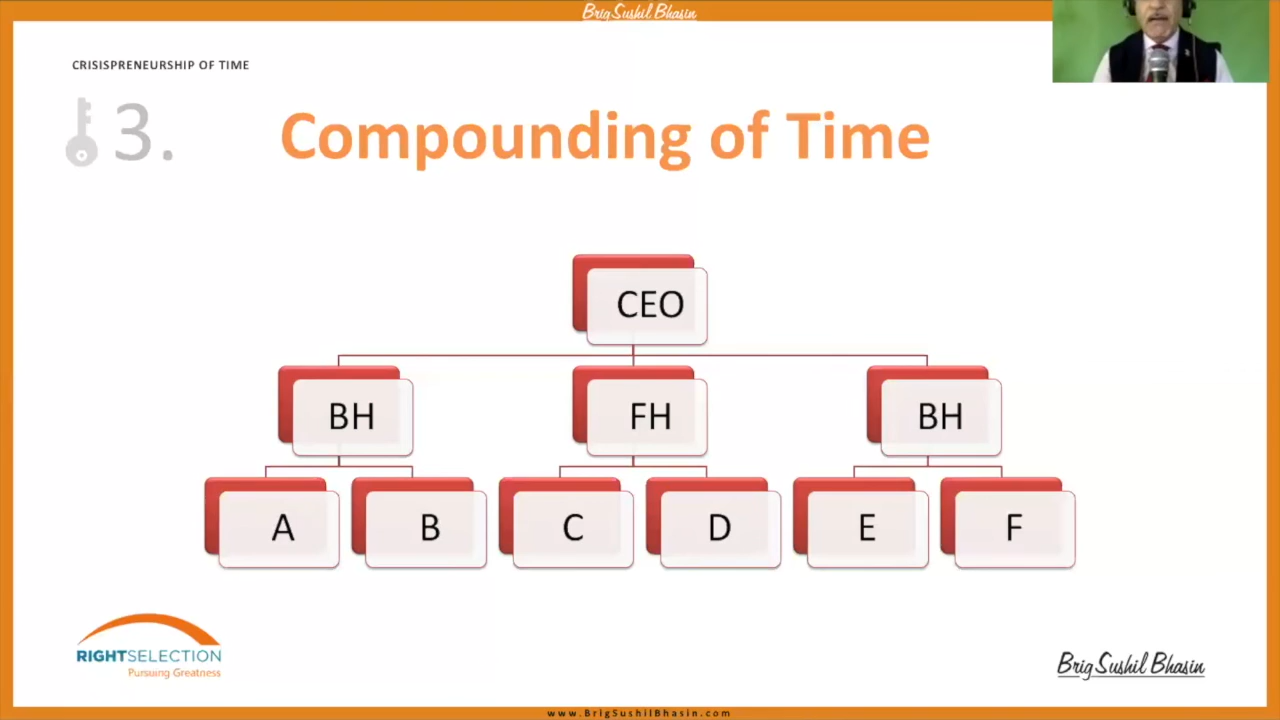 Brig Sushil Bhasin
CRISISPRENEURSHIP OF TIME
3.
Compounding of Time
CEO
BH
FH
BH
A
B
C
D
E
F
RIGHTSELECTION
Pursuing Greatness
Brig Sushil Bhasin
www.BrigSushilBhasin.com